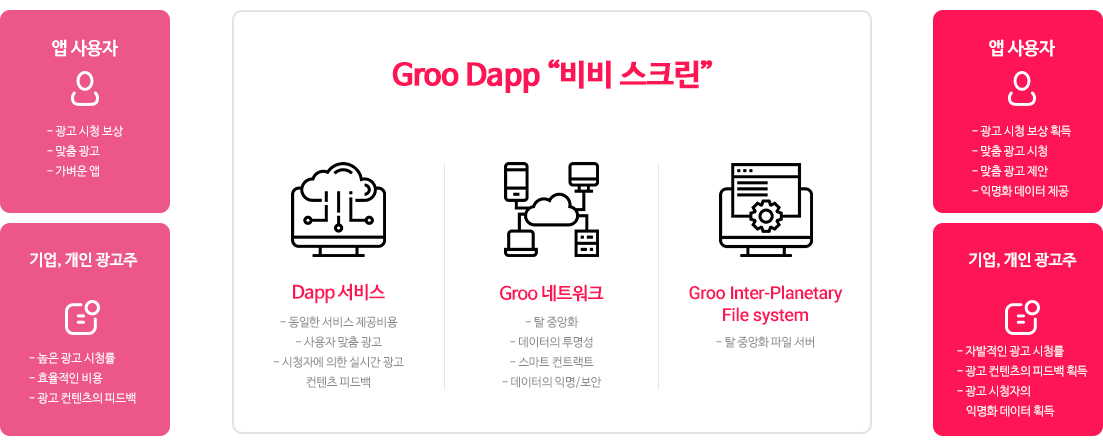 앱 사용자
- 광고 시청 보상
- 맞춤 광고
- 가벼운 앱
기업, 개인 광고주
- 높은 광고 시청률
- 효율적인 비용
- 광고 컨텐츠의 피드백
Groo Dapp “비비 스크린”
Dapp 서비스
- 동일한 서비스 제공비용
- 사용자 맞춤 광고
- 시청자에 의한 실시간 광고
컨텐츠 피드백
Groo 네트워크
- 탈 중앙화
- 데이터의 투명성
- 스마트 컨트랙트
- 데이터의 익명/보안
Groo Inter-Planetary
File system
- 탈 중앙화 파일 서버
앱 사용자
- 광고 시청 보상 획득
- 맞춤 광고 시청
- 맞춤 광고 제안
- 익명화 데이터 제공
기업, 개인 광고주
- 자발적인 광고 시청률
- 광고 컨텐츠의 피드백 획득
- 광고 시청자의
익명화 데이터 획득